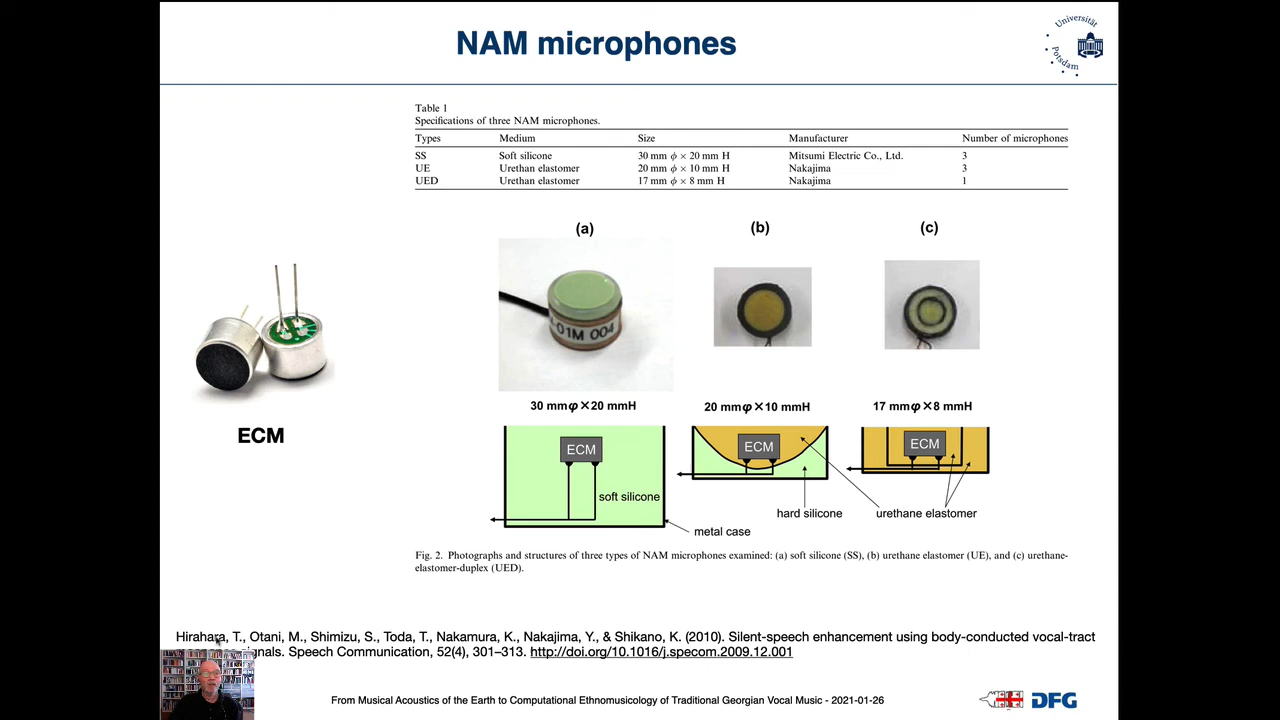 NAM microphones
Universität
Potsdam
Table 1
Specifications of three NAM microphones.
Types Medium Size Manufacturer Number of microphones
SS Soft silicone 30 mm ϕ × 20 mm H Mitsumi Electric Co., Ltd. 3
UE Urethan elastomer 20 mm ϕ × 10 mm H Nakajima 3
UED Urethan elastomer 17 mm ϕ × 8 mm H Nakajima 1
(a) (b) (c)
-01M 004
30 mmφ×20 mmH 20 mmφ×10 mmH 17 mmφ×8 mmH
ECM
ECM ECM ECM
soft silicone
hard silicone urethane elastomer
metal case
Fig. 2. Photographs and structures of three types of NAM microphones examined: (a) soft silicone (SS), (b) urethane elastomer (UE), and (c) urethane-
elastomer-duplex (UED).
Hirahara, T., Otani, M., Shimizu, S., Toda, T., Nakamura, K., Nakajima, Y., & Shikano, K. (2010). Silent-speech enhancement using body-conducted vocal-tract
. Speech Communication, 52(4), 301–313. http://doi.org/10.1016/j.specom.2009.12.001
From Musical Acoustics of the Earth to Computational Ethnomusicology of Traditional Georgian Vocal Music - 2021-01-26
DFG